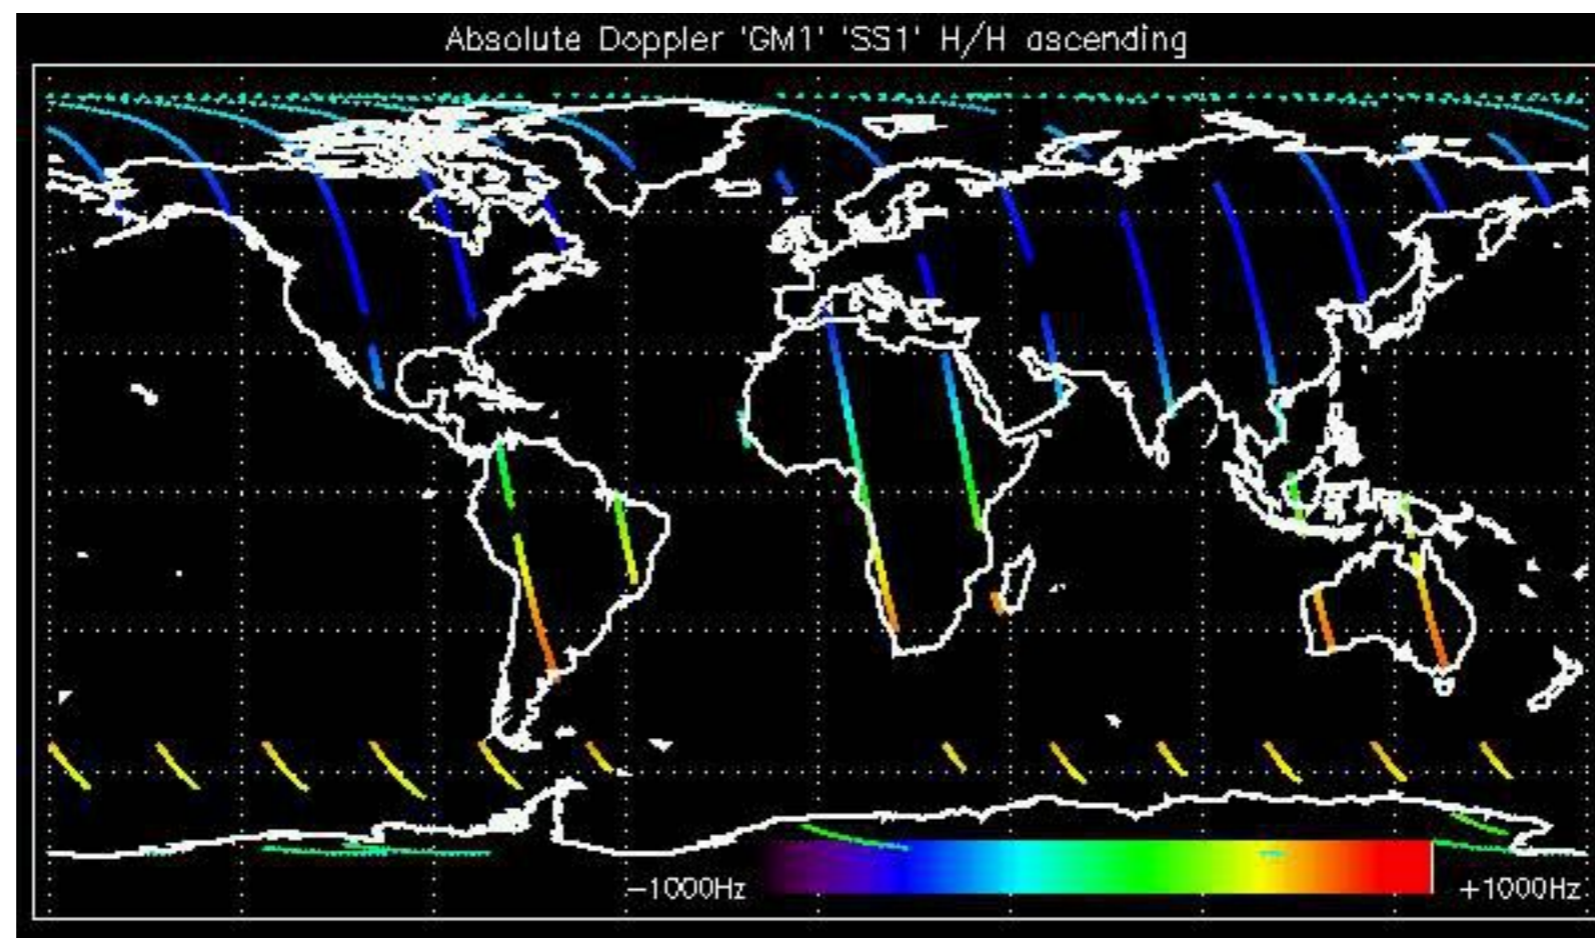 Absolute Doppler 'GM1' 'SS1' H/H ascending
-1000Hz
+1000Hz